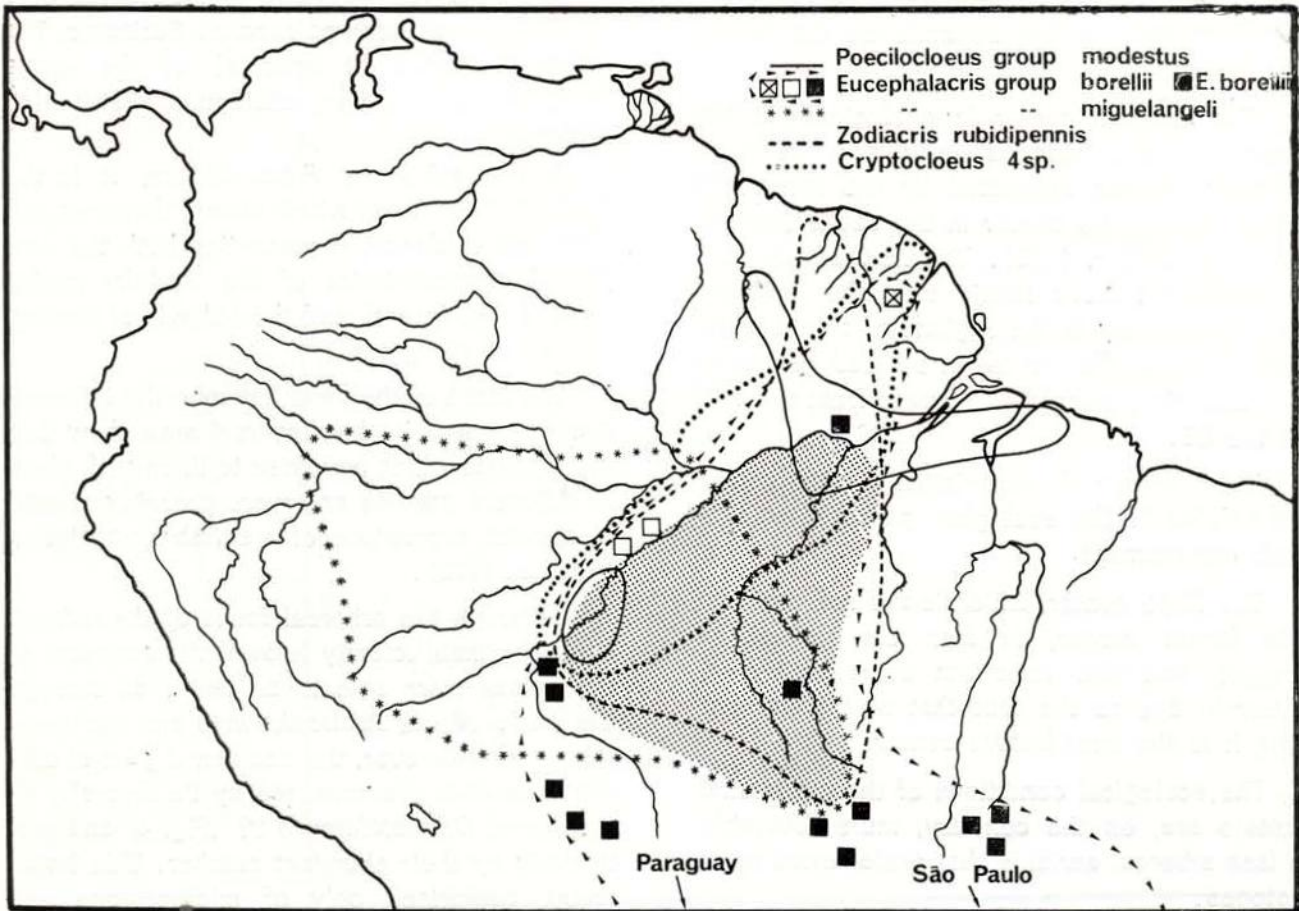 Poecilocloeus group modestus
Eucephalacris group borellii E. borellii
-- -- miguelangeli
Zodiacris rubidipennis
Cryptocloeus 4 sp.
Paraguay
São Paulo